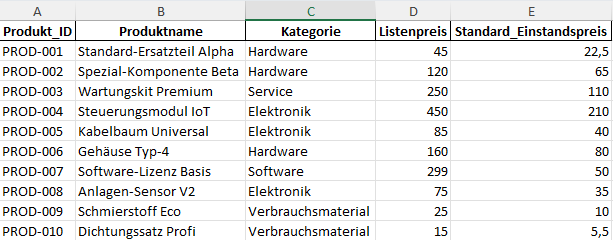 A B C D E
Produkt_ID Produktname Kategorie Listenpreis Standard_Einstandspreis
PROD-001 Standard-Ersatzteil Alpha Hardware 45 22,5
PROD-002 Spezial-Komponente Beta Hardware 120 65
PROD-003 Wartungskit Premium Service 250 110
PROD-004 Steuerungsmodul IoT Elektronik 450 210
PROD-005 Kabelbaum Universal Elektronik 85 40
PROD-006 Gehäuse Typ-4 Hardware 160 80
PROD-007 Software-Lizenz Basis Software 299 50
PROD-008 Anlagen-Sensor V2 Elektronik 75 35
PROD-009 Schmierstoff Eco Verbrauchsmaterial 25 10
PROD-010 Dichtungssatz Profi Verbrauchsmaterial 15 5,5